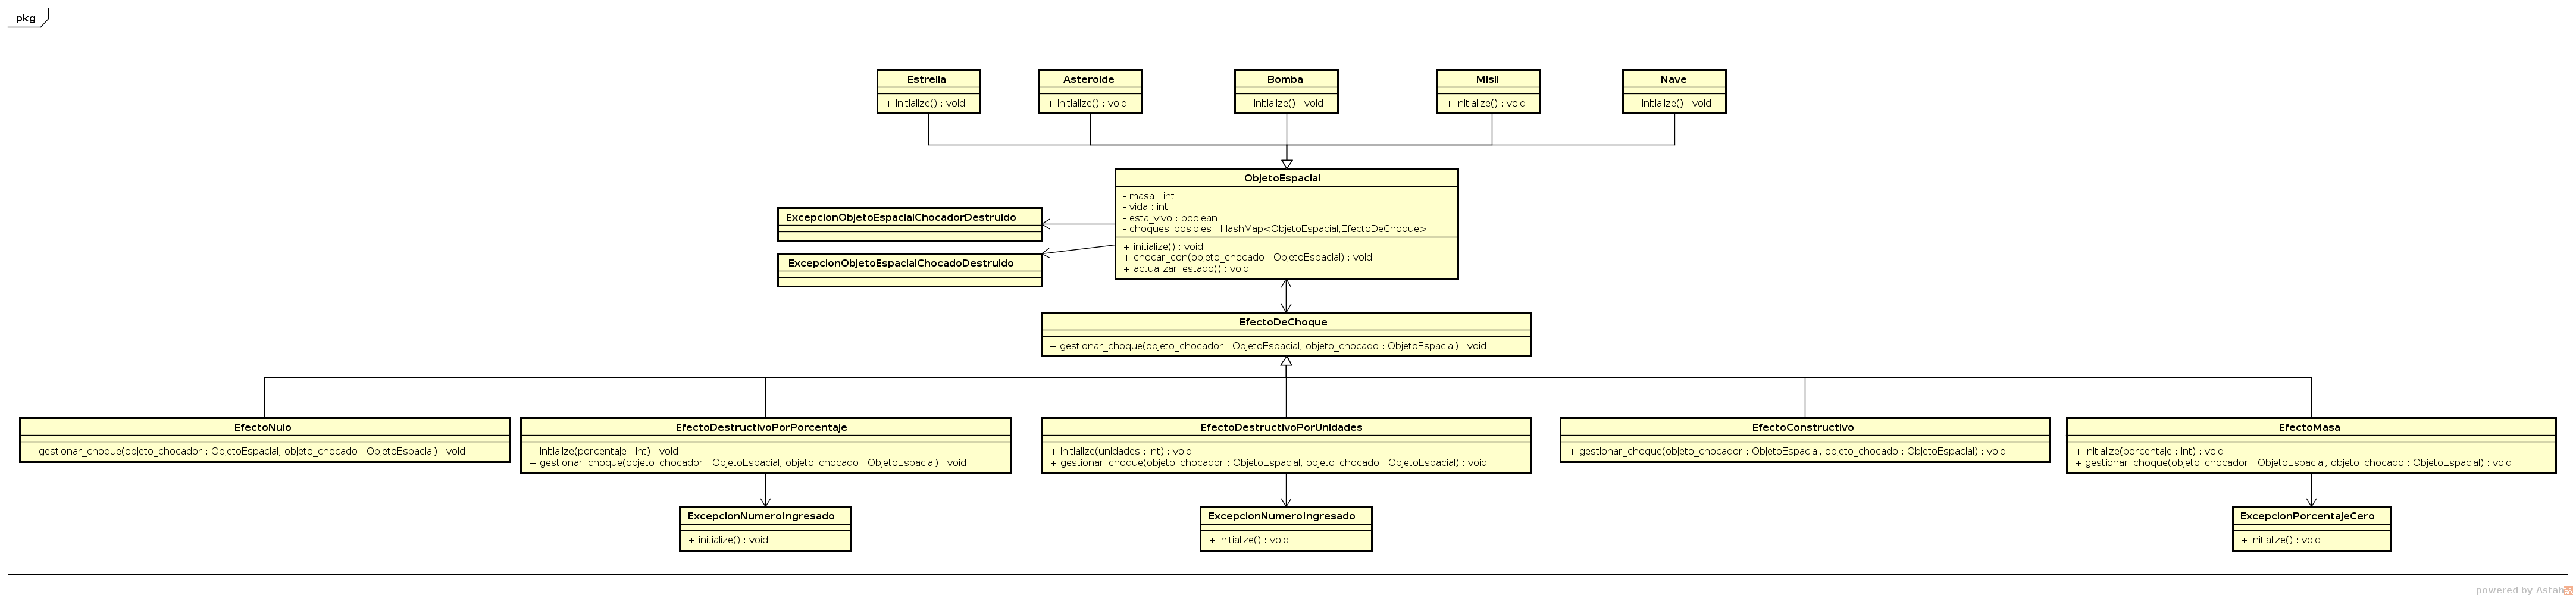 pkg
Estrella
+ initialize() : void
Asteroide
+ initialize() : void
Bomba
+ initialize() : void
Misil
+ initialize() : void
Nave
+ initialize() : void
ObjetoEspacial
- masa : int
- vida : int
- esta_vivo : boolean
- choques_posibles : HashMap<ObjetoEspacial,EfectoDeChoque>
+ initialize() : void
+ chocar_con(objeto_chocado : ObjetoEspacial) : void
+ actualizar_estado() : void
ExcepcionObjetoEspacialChocadorDestruido
ExcepcionObjetoEspacialChocadoDestruido
EfectoDeChoque
+ gestionar_choque(objeto_chocador : ObjetoEspacial, objeto_chocado : ObjetoEspacial) : void
EfectoNulo
+ gestionar_choque(objeto_chocador : ObjetoEspacial, objeto_chocado : ObjetoEspacial) : void
EfectoDestructivoPorPorcentaje
+ initialize(porcentaje : int) : void
+ gestionar_choque(objeto_chocador : ObjetoEspacial, objeto_chocado : ObjetoEspacial) : void
EfectoDestructivoPorUnidades
+ initialize(unidades : int) : void
+ gestionar_choque(objeto_chocador : ObjetoEspacial, objeto_chocado : ObjetoEspacial) : void
EfectoConstructivo
+ gestionar_choque(objeto_chocador : ObjetoEspacial, objeto_chocado : ObjetoEspacial) : void
EfectoMasa
+ initialize(porcentaje : int) : void
+ gestionar_choque(objeto_chocador : ObjetoEspacial, objeto_chocado : ObjetoEspacial) : void
ExcepcionNumeroIngresado
+ initialize() : void
ExcepcionNumeroIngresado
+ initialize() : void
ExcepcionPorcentajeCero
+ initialize() : void
powered by Astah